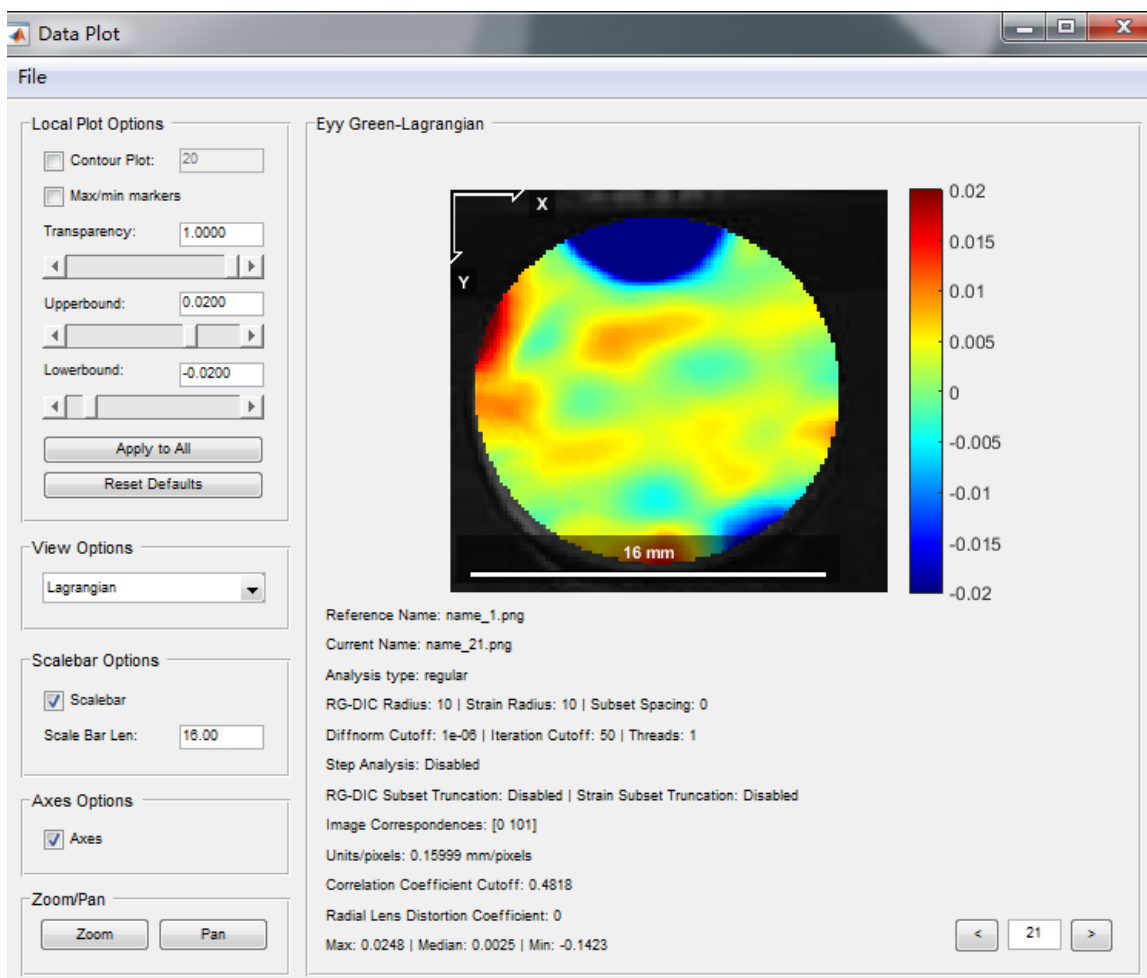 Data Plot
File
Local Plot Options
Contour Plot: 20
Max/min markers
Transparency: 1.0000
Upperbound: 0.0200
Lowerbound: -0.0200
Apply to All
Reset Defaults
View Options
Lagrangian
Scalebar Options
Scalebar
Scale Bar Len: 16.00
Axes Options
Axes
Zoom/Pan
Zoom Pan
Eyy Green-Lagrangian
X
Y
16 mm
0.02
0.015
0.01
0.005
0
-0.005
-0.01
-0.015
-0.02
Reference Name: name_1.png
Current Name: name_21.png
Analysis type: regular
RG-DIC Radius: 10 | Strain Radius: 10 | Subset Spacing: 0
Diffnorm Cutoff: 1e-06 | Iteration Cutoff: 50 | Threads: 1
Step Analysis: Disabled
RG-DIC Subset Truncation: Disabled | Strain Subset Truncation: Disabled
Image Correspondences: [0 101]
Units/pixels: 0.15999 mm/pixels
Correlation Coefficient Cutoff: 0.4818
Radial Lens Distortion Coefficient: 0
Max: 0.0248 | Median: 0.0025 | Min: -0.1423
< 21 >